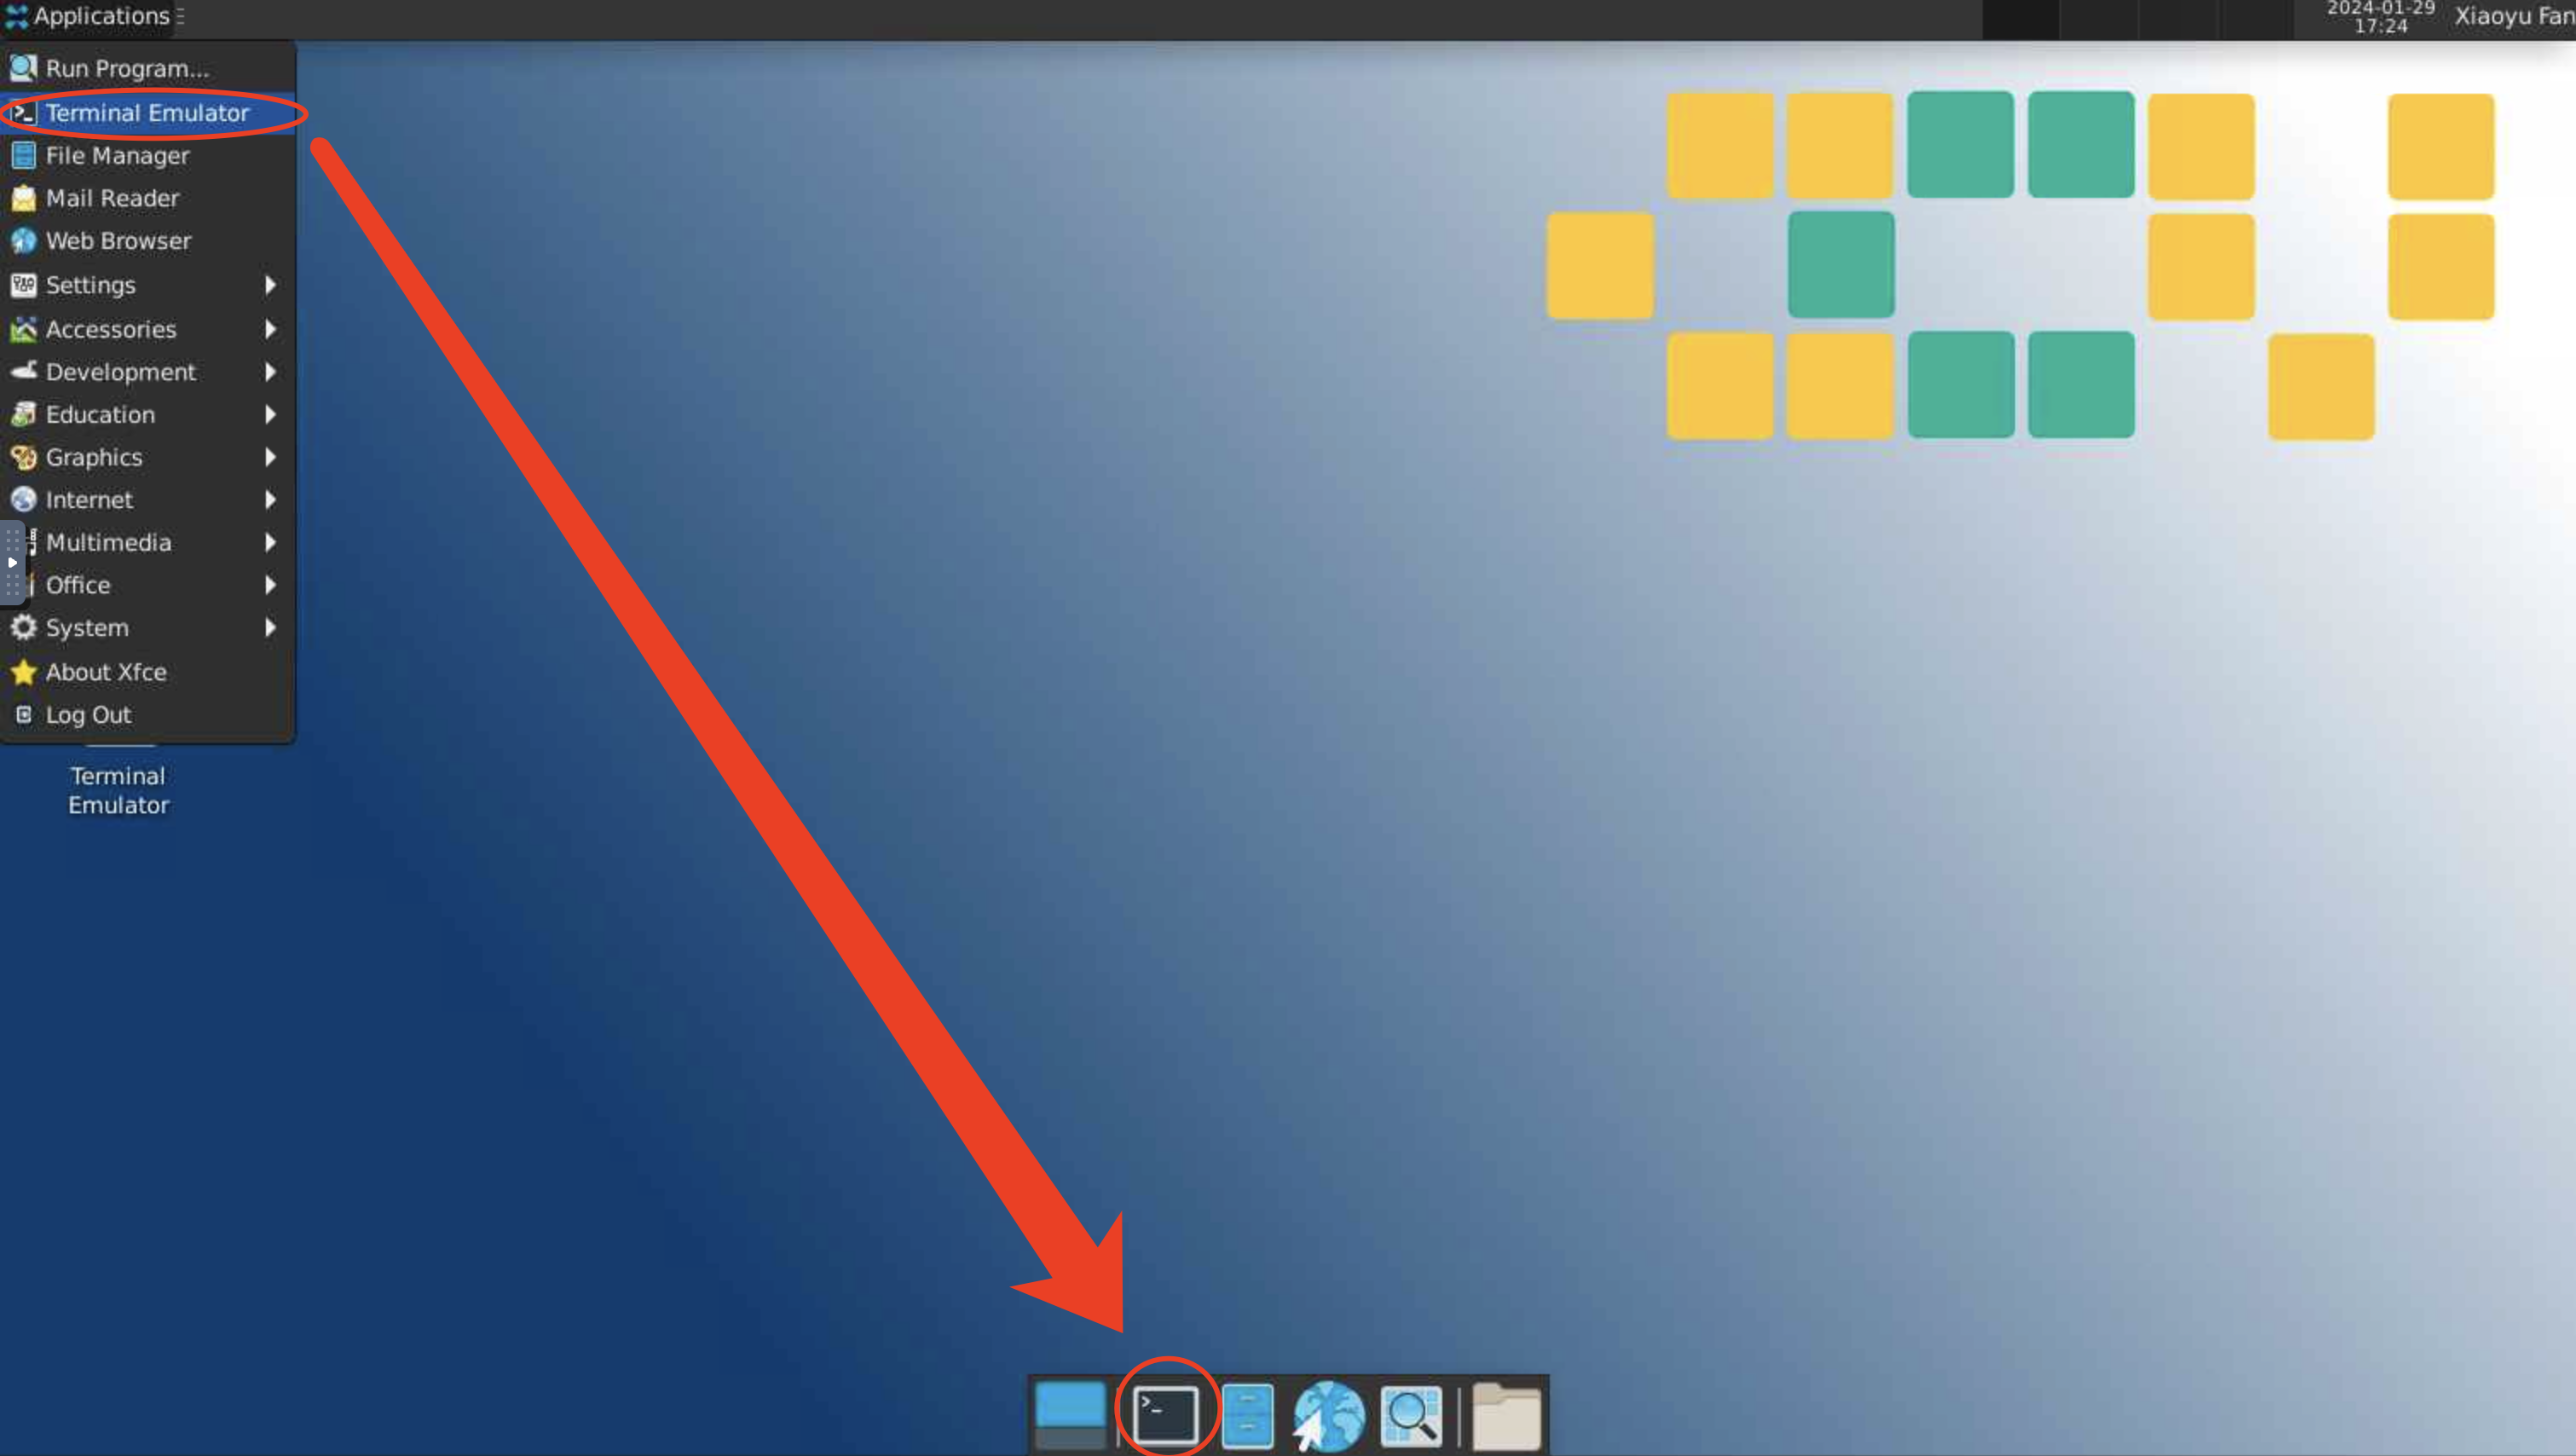 Applications
2024-01-29
17:24
Xiaoyu Fan
Run Program...
Terminal Emulator
File Manager
Mail Reader
Web Browser
Settings
Accessories
Development
Education
Graphics
Internet
Multimedia
Office
System
About Xfce
Log Out
Terminal
Emulator